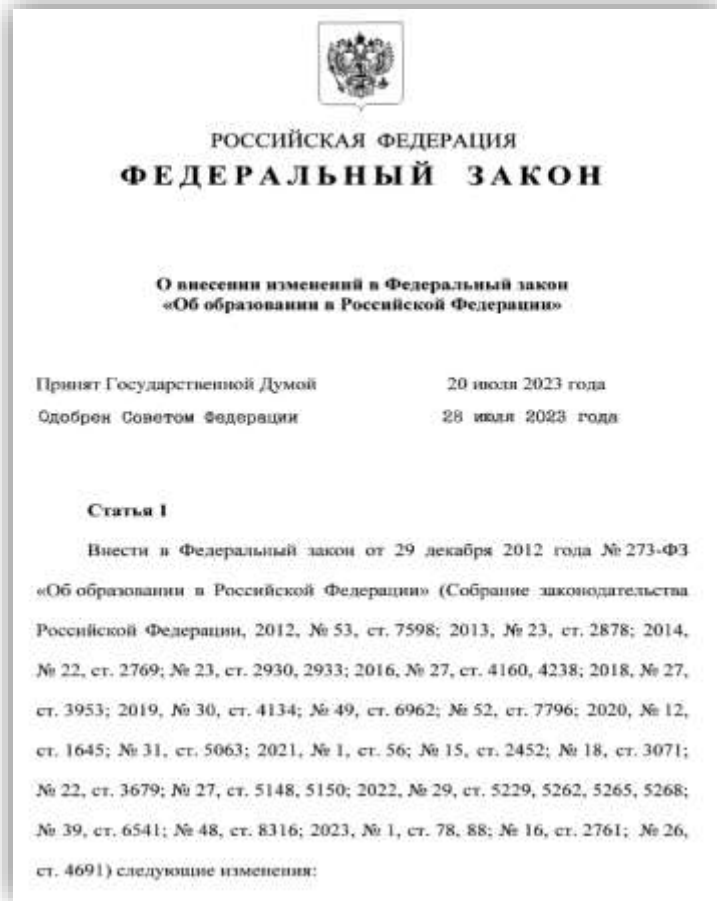 РОССИЙСКАЯ ФЕДЕРАЦИЯ
ФЕДЕРАЛЬНЫЙ ЗАКОН
О внесении изменений в Федеральный закон
«Об образовании в Российской Федерации»
Принят Государственной Думой 20 июля 2023 года
Одобрен Советом Федерации 28 июля 2023 года
Статья 1
Внести в Федеральный закон от 29 декабря 2012 года № 273-ФЗ
«Об образовании в Российской Федерации» (Собрание законодательства
Российской Федерации, 2012, № 53, ст. 7598; 2013, № 23, ст. 2878; 2014,
№ 22, ст. 2769; № 23, ст. 2930, 2933; 2016, № 27, ст. 4160, 4238; 2018, № 27,
ст. 3953; 2019, № 30, ст. 4134; № 49, ст. 6962; № 52, ст. 7796; 2020, № 12,
ст. 1645; № 31, ст. 5063; 2021, № 1, ст. 56; № 15, ст. 2452; № 18, ст. 3071;
№ 22, ст. 3679; № 27, ст. 5148, 5150; 2022, № 29, ст. 5229, 5262, 5265, 5268;
№ 39, ст. 6541; № 48, ст. 8316; 2023, № 1, ст. 78, 88; № 16, ст. 2761; № 26,
ст. 4691) следующие изменения: